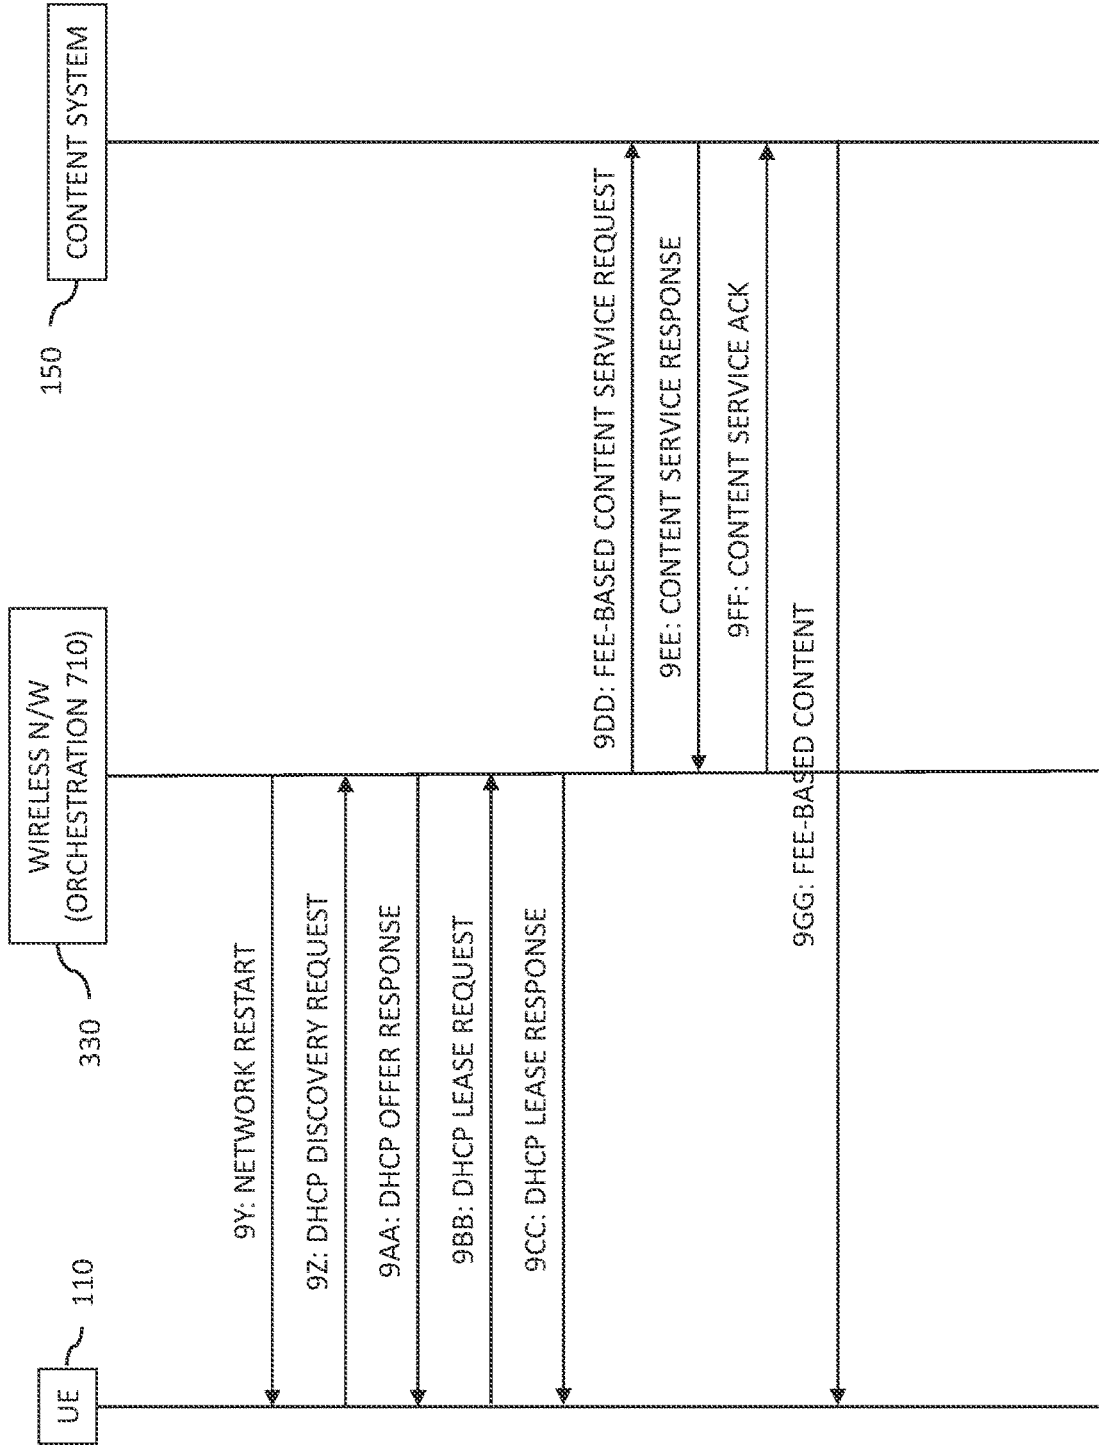 UE
110
WIRELESS N/W
(ORCHESTRATION 710)
330
CONTENT SYSTEM
150
9Y: NETWORK RESTART
9Z: DHCP DISCOVERY REQUEST
9AA: DHCP OFFER RESPONSE
9BB: DHCP LEASE REQUEST
9CC: DHCP LEASE RESPONSE
9DD: FEE-BASED CONTENT SERVICE REQUEST
9EE: CONTENT SERVICE RESPONSE
9FF: CONTENT SERVICE ACK
9GG: FEE-BASED CONTENT